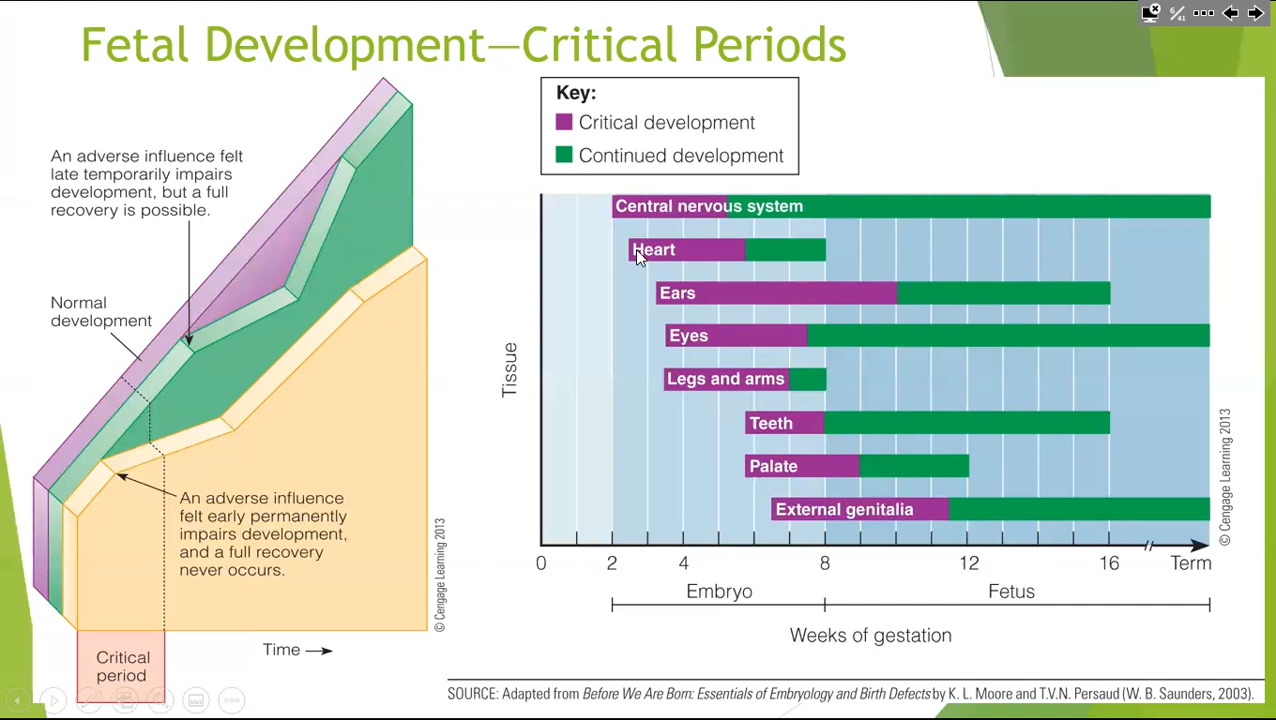 6/41
Fetal Development—Critical Periods
An adverse influence felt
late temporarily impairs
development, but a full
recovery is possible.
Normal
development
An adverse influence
felt early permanently
impairs development,
and a full recovery
never occurs.
© Cengage Learning 2013
Time
Critical
period
Key:
Critical development
Continued development
Tissue
Central nervous system
Heart
Ears
Eyes
Legs and arms
Teeth
Palate
External genitalia
© Cengage Learning 2013
0 2 4 8 12 16 Term
Embryo Fetus
Weeks of gestation
SOURCE: Adapted from Before We Are Born: Essentials of Embryology and Birth Defects by K. L. Moore and T.V.N. Persaud (W. B. Saunders, 2003).